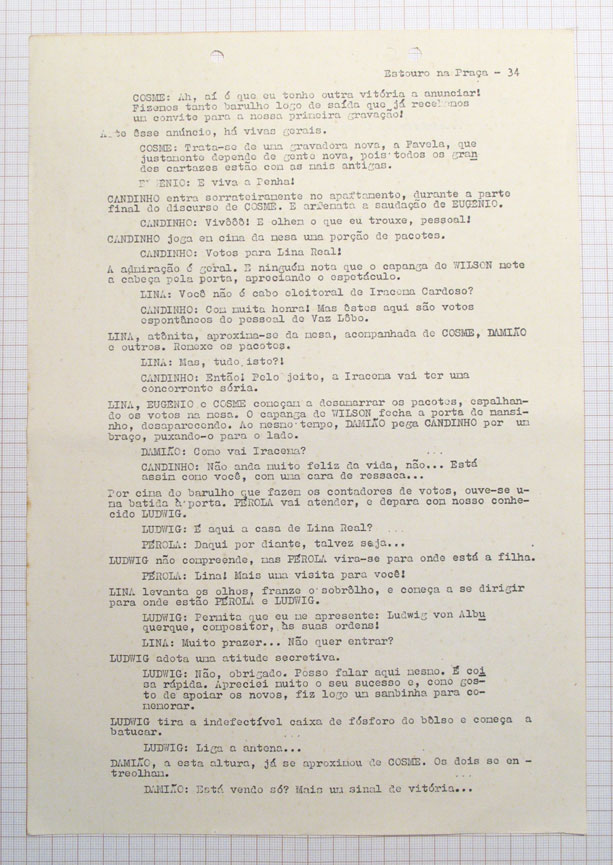 Estouro na Praça - 34
COSME: Ah, aí é que eu tenho outra vitória a anunciar!
Fizemos tanto barulho logo de saída que já recebemos
um convite para a nossa primeira gravação!
Ante êsse anúncio, há vivas gerais.
COSME: Trata-se de uma gravadora nova, a Favela, que
justamente depende de gente nova, pois todos os gran
des cartazes estão com as mais antigas.
EUGÊNIO: E viva a Penha!
CANDINHO entra sorrateiramente no apartamento, durante a parte
final do discurso de COSME. E arremata a saudação de EUGÊNIO.
CANDINHO: Vivôôô! E olhem o que eu trouxe, pessoal!
CANDINHO joga em cima da mesa uma porção de pacotes.
CANDINHO: Votos para Lina Real!
A admiração é geral. E ninguém nota que o capanga de WILSON mete
a cabeça pela porta, apreciando o espetáculo.
LINA: Você não é cabo eleitoral de Iracema Cardoso?
CANDINHO: Com muita honra! Mas êstes aqui são votos
espontâneos do pessoal de Vaz Lôbo.
LINA, atônita, aproxima-se da mesa, acompanhada de COSME, DAMIÃO
e outros. Remexe os pacotes.
LINA: Mas, tudo isto?!
CANDINHO: Então! Pelo jeito, a Iracema vai ter uma
concorrente séria.
LINA, EUGÊNIO e COSME começam a desamarrar os pacotes, espalhan-
do os votos na mesa. O capanga de WILSON fecha a porta de mansi-
nho, desaparecendo. Ao mesmo tempo, DAMIÃO pega CANDINHO por um
braço, puxando-o para o lado.
DAMIÃO: Como vai Iracema?
CANDINHO: Não anda muito feliz da vida, não... Está
assim como você, com uma cara de ressaca...
Por cima do barulho que fazem os contadores de votos, ouve-se u-
ma batida à porta. PÉROLA vai atender, e depara com nosso conhe-
cido LUDWIG.
LUDWIG: É aqui a casa de Lina Real?
PÉROLA: Daqui por diante, talvez seja...
LUDWIG não compreende, mas PÉROLA vira-se para onde está a filha.
PÉROLA: Lina! Mais uma visita para você!
LINA levanta os olhos, franze o sobrôlho, e começa a se dirigir
para onde estão PÉROLA e LUDWIG.
LUDWIG: Permita que eu me apresente: Ludwig von Albu
querque, compositor, às suas ordens!
LINA: Muito prazer... Não quer entrar?
LUDWIG adota uma atitude secretiva.
LUDWIG: Não, obrigado. Posso falar aqui mesmo. É coi
sa rápida. Apreciei muito o seu sucesso e, como gos-
to de apoiar os novos, fiz logo um sambinha para co-
memorar.
LUDWIG tira a indefectível caixa de fósforo do bôlso e começa a
batucar.
LUDWIG: Liga a antena...
DAMIÃO, a esta altura, já se aproximou de COSME. Os dois se en -
treolham.
DAMIÃO: Está vendo só? Mais um sinal de vitória...